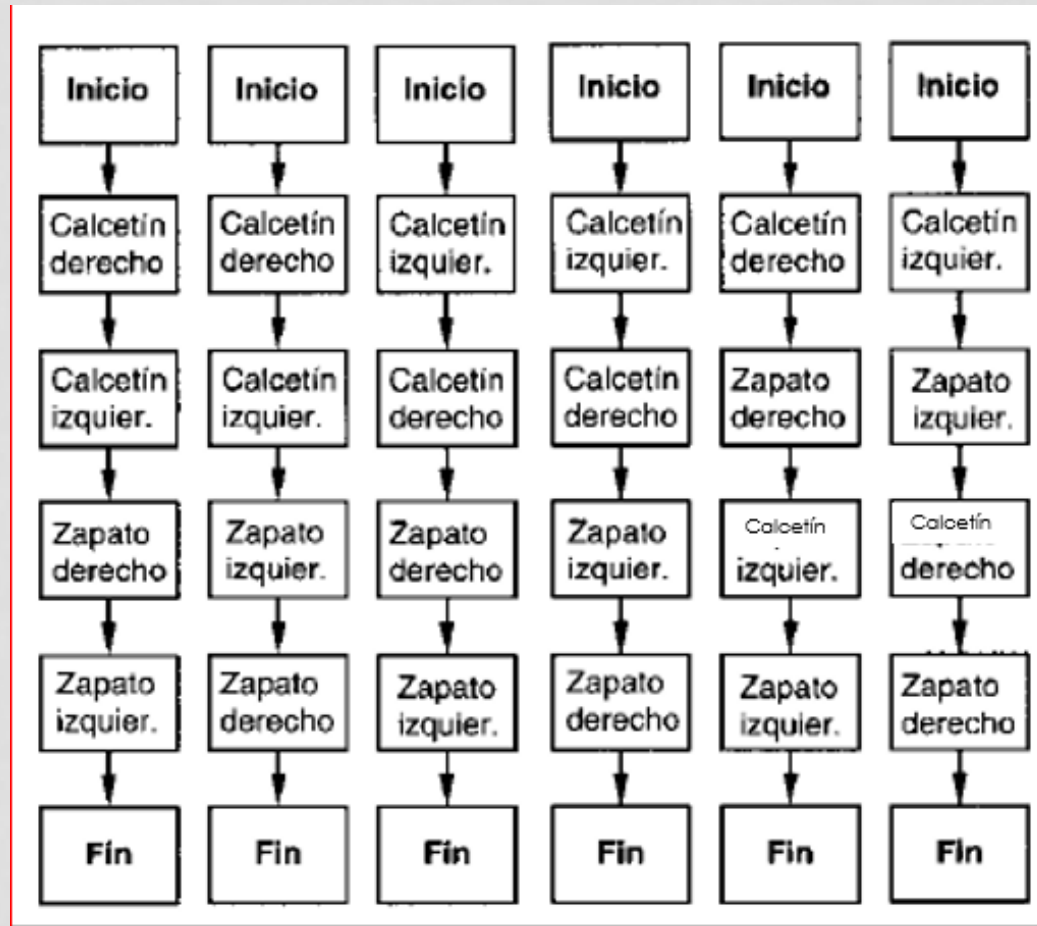 Inicio
Calcetín
derecho
Calcetín
izquier.
Zapato
derecho
Zapato
izquier.
Fin
Inicio
Calcetín
derecho
Calcetín
izquier.
Zapato
izquier.
Zapato
derecho
Fin
Inicio
Calcetín
izquier.
Calcetín
derecho
Zapato
derecho
Zapato
izquier.
Fin
Inicio
Calcetín
izquier.
Calcetín
derecho
Zapato
izquier.
Zapato
derecho
Fin
Inicio
Calcetín
derecho
Zapato
derecho
Calcetín
izquier.
Zapato
izquier.
Fin
Inicio
Calcetín
izquier.
Zapato
izquier.
Calcetín
derecho
Zapato
derecho
Fin